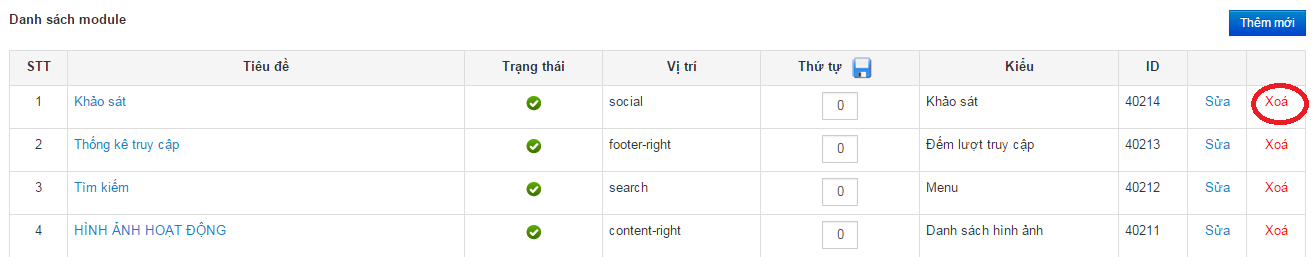 Danh sách module
Thêm mới
STT Tiêu đề Trạng thái Vị trí Thứ tự Kiểu ID
1 Khảo sát social 0 Khảo sát 40214 Sửa Xoá
2 Thống kê truy cập footer-right 0 Đếm lượt truy cập 40213 Sửa Xoá
3 Tìm kiếm search 0 Menu 40212 Sửa Xoá
4 HÌNH ẢNH HOẠT ĐỘNG content-right 0 Danh sách hình ảnh 40211 Sửa Xoá